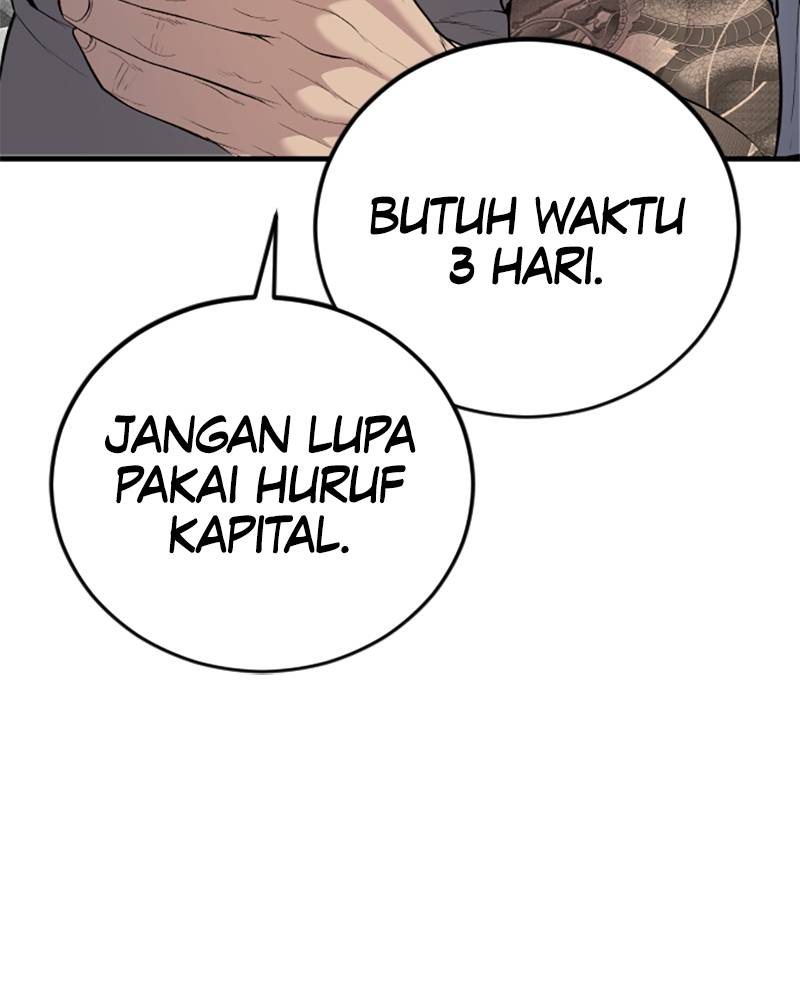 BUTUH WAKTU
3 HARI.
JANGAN LUPA
PAKAI HURUF
KAPITAL.